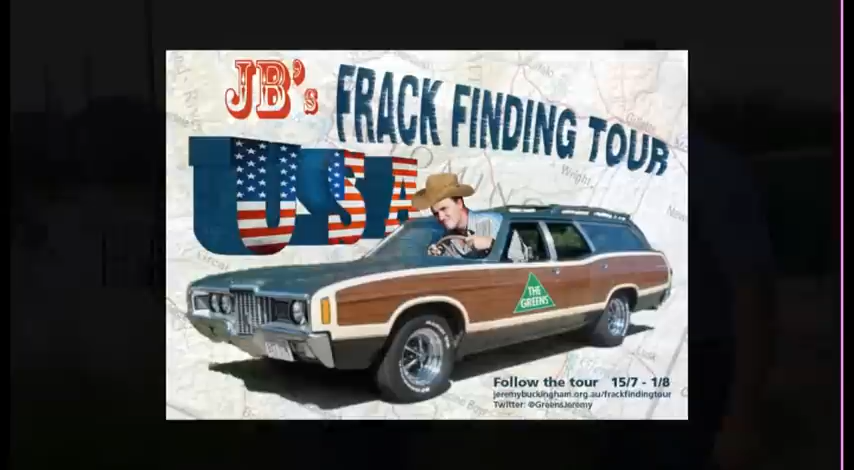 JB's
FRACK FINDING TOUR
USA
THE
GREENS
Follow the tour 15/7 - 1/8
jeremybuckingham.org.au/frackfindingtour
Twitter: @GreensJeremy
Wright